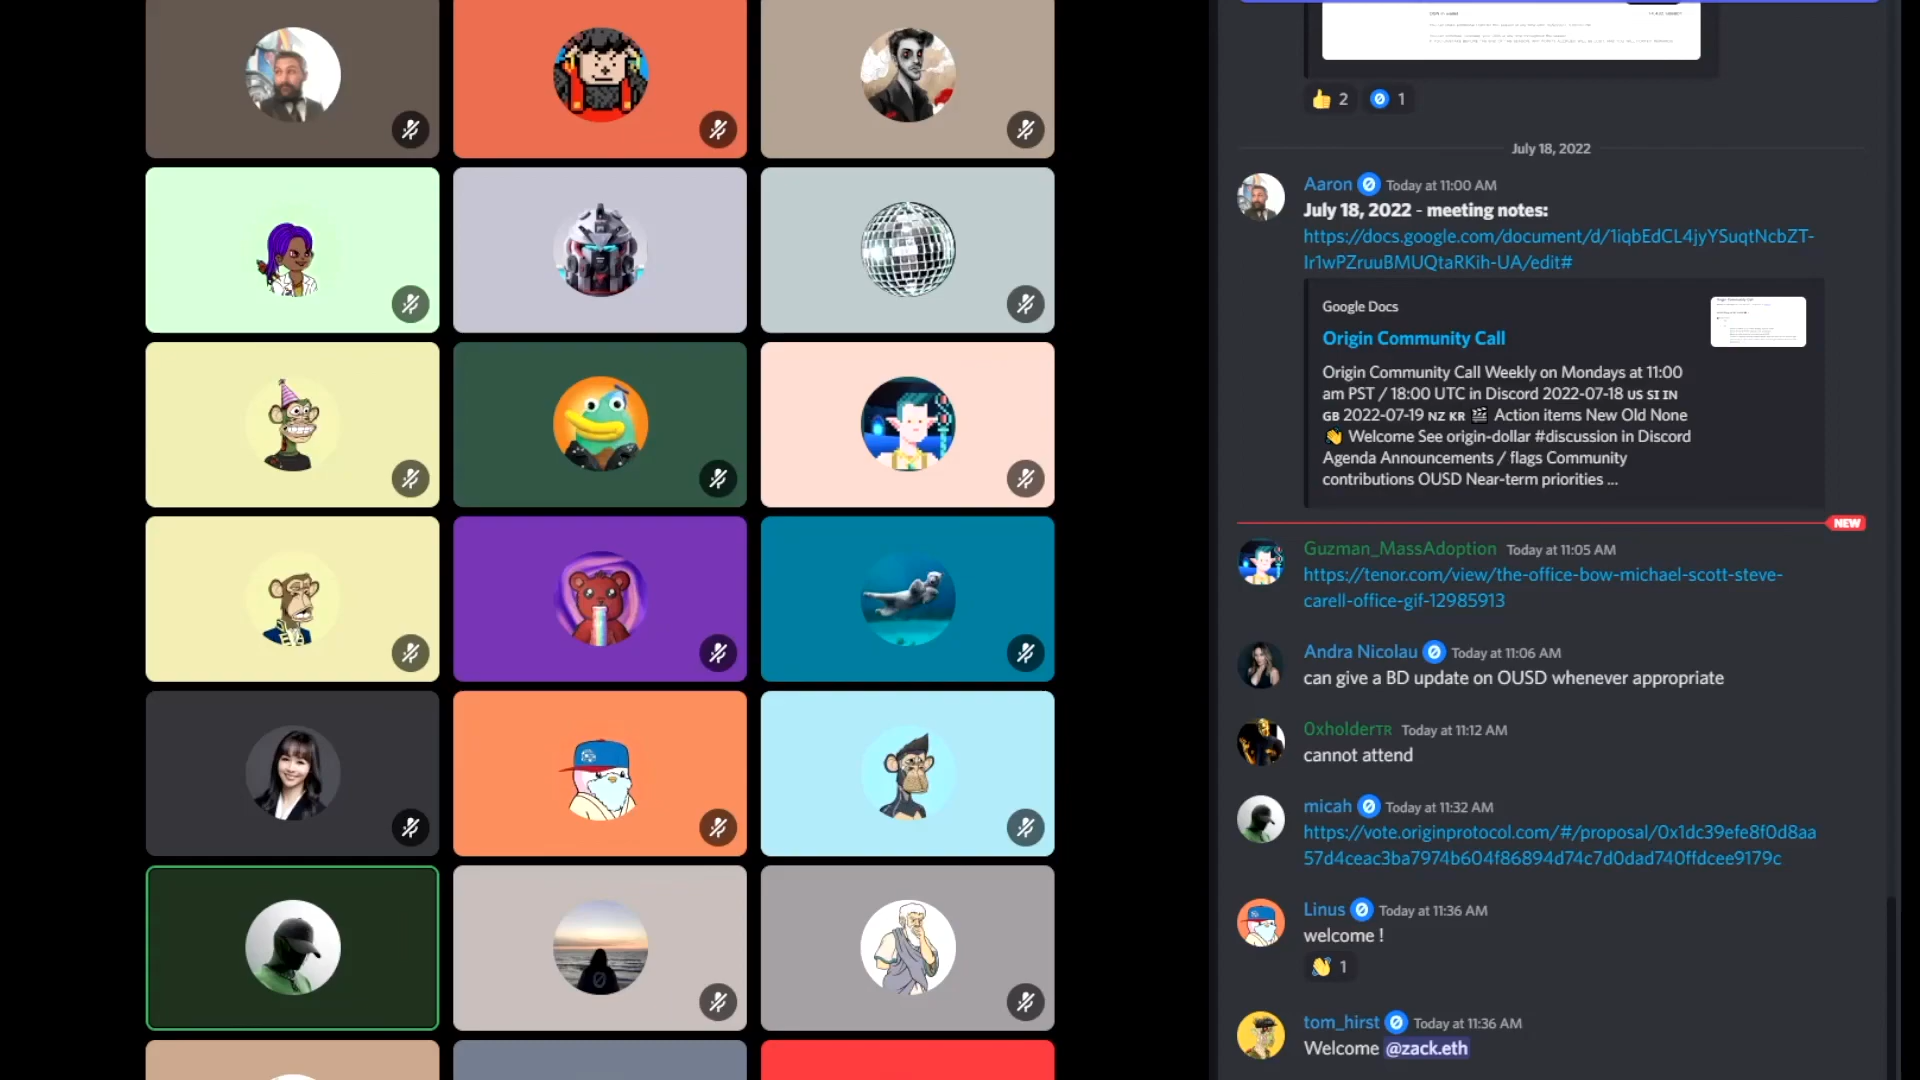 2
1
July 18, 2022
Aaron Today at 11:00 AM
July 18, 2022 - meeting notes:
https://docs.google.com/document/d/1iqbEdCL4jyYSuqtNcbZT-
Ir1wPZruuBMUQtaRKih-UA/edit#
Google Docs
Origin Community Call
Origin Community Call Weekly on Mondays at 11:00
am PST / 18:00 UTC in Discord 2022-07-18 US SI IN
GB 2022-07-19 NZ KR 🎬 Action items New Old None
👋 Welcome See origin-dollar #discussion in Discord
Agenda Announcements / flags Community
contributions OUSD Near-term priorities ...
NEW
Guzman_MassAdoption Today at 11:05 AM
https://tenor.com/view/the-office-bow-michael-scott-steve-
carell-office-gif-12985913
Andra Nicolau Today at 11:06 AM
can give a BD update on OUSD whenever appropriate
0xholderTR Today at 11:12 AM
cannot attend
micah Today at 11:32 AM
https://vote.originprotocol.com/#/proposal/0x1dc39efe8f0d8aa
57d4ceac3ba7974b604f86894d74c7d0dad740ffdcee9179c
Linus Today at 11:36 AM
welcome !
1
tom_hirst Today at 11:36 AM
Welcome @zack.eth